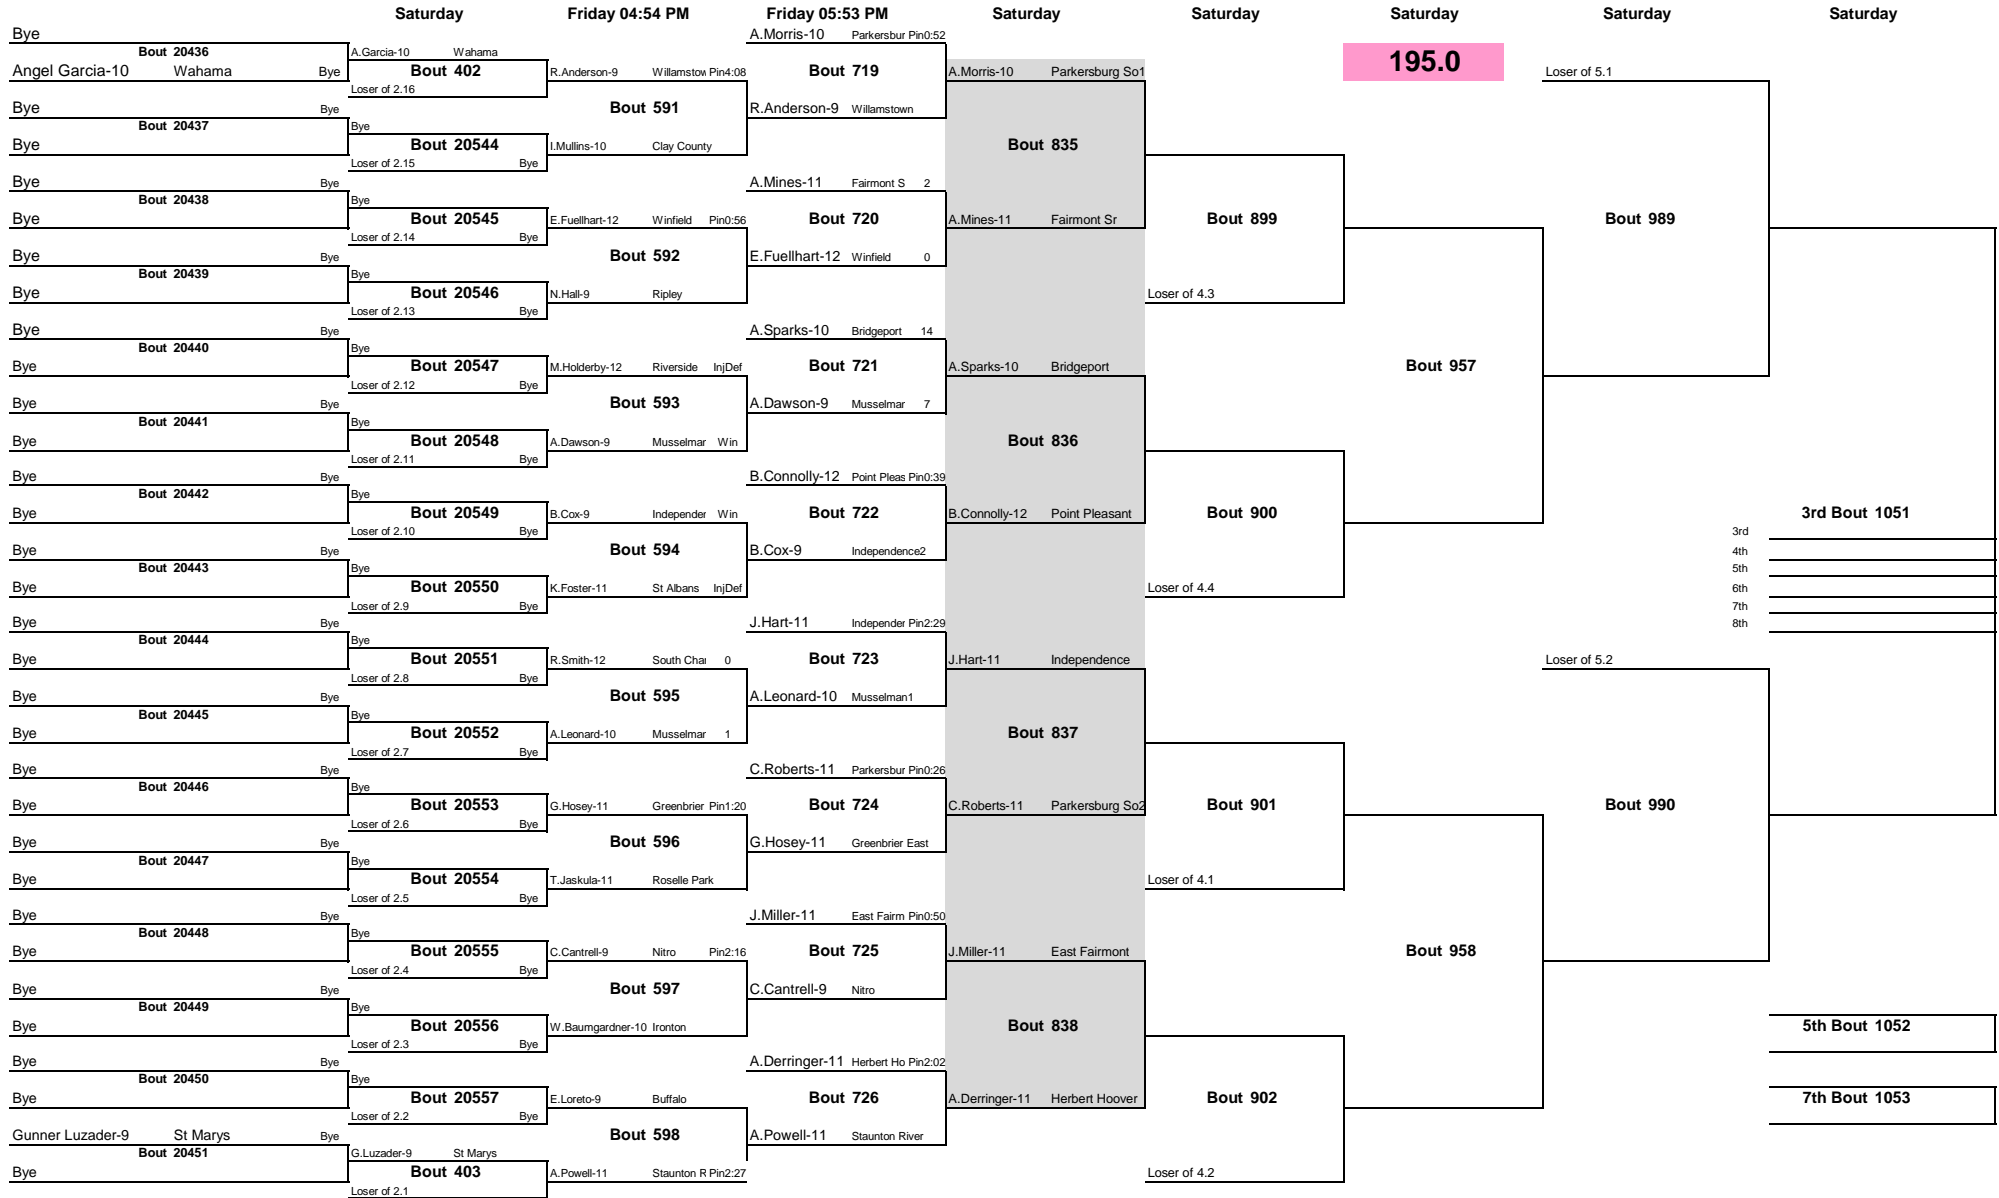 Saturday Friday 04:54 PM Friday 05:53 PM Saturday Saturday Saturday Saturday Saturday
195.0
Bye
Bout 20436
Angel Garcia-10 Wahama Bye
Bye Bye
Bout 20437
Bye
Bye Bye
Bout 20438
Bye
Bye Bye
Bout 20439
Bye
Bye Bye
Bout 20440
Bye
Bye Bye
Bout 20441
Bye
Bye Bye
Bout 20442
Bye
Bye Bye
Bout 20443
Bye
Bye Bye
Bout 20444
Bye
Bye Bye
Bout 20445
Bye
Bye Bye
Bout 20446
Bye
Bye Bye
Bout 20447
Bye
Bye Bye
Bout 20448
Bye
Bye Bye
Bout 20449
Bye
Bye Bye
Bout 20450
Bye
Gunner Luzader-9 St Marys Bye
Bout 20451
Bye
A.Garcia-10 Wahama
Bout 402
Loser of 2.16
Bye
Bout 20544
Loser of 2.15 Bye
Bye
Bout 20545
Loser of 2.14 Bye
Bye
Bout 20546
Loser of 2.13 Bye
Bye
Bout 20547
Loser of 2.12 Bye
Bye
Bout 20548
Loser of 2.11 Bye
Bye
Bout 20549
Loser of 2.10 Bye
Bye
Bout 20550
Loser of 2.9 Bye
Bye
Bout 20551
Loser of 2.8 Bye
Bye
Bout 20552
Loser of 2.7 Bye
Bye
Bout 20553
Loser of 2.6 Bye
Bye
Bout 20554
Loser of 2.5 Bye
Bye
Bout 20555
Loser of 2.4 Bye
Bye
Bout 20556
Loser of 2.3 Bye
Bye
Bout 20557
Loser of 2.2 Bye
G.Luzader-9 St Marys
Bout 403
Loser of 2.1
R.Anderson-9 Willamstow Pin4:08
Bout 591
I.Mullins-10 Clay County
E.Fuellhart-12 Winfield Pin0:56
Bout 592
N.Hall-9 Ripley
M.Holderby-12 Riverside InjDef
Bout 593
A.Dawson-9 Musselmar Win
B.Cox-9 Independer Win
Bout 594
K.Foster-11 St Albans InjDef
R.Smith-12 South Cha 0
Bout 595
A.Leonard-10 Musselmar 1
G.Hosey-11 Greenbrier Pin1:20
Bout 596
T.Jaskula-11 Roselle Park
C.Cantrell-9 Nitro Pin2:16
Bout 597
W.Baumgardner-10 Ironton
E.Loreto-9 Buffalo
Bout 598
A.Powell-11 Staunton R Pin2:27
A.Morris-10 Parkersbur Pin0:52
Bout 719
R.Anderson-9 Willamstown
A.Mines-11 Fairmont S 2
Bout 720
E.Fuellhart-12 Winfield 0
A.Sparks-10 Bridgeport 14
Bout 721
A.Dawson-9 Musselmar 7
B.Connolly-12 Point Pleas Pin0:39
Bout 722
B.Cox-9 Independence2
J.Hart-11 Independer Pin2:29
Bout 723
A.Leonard-10 Musselman1
C.Roberts-11 Parkersbur Pin0:26
Bout 724
G.Hosey-11 Greenbrier East
J.Miller-11 East Fairm Pin0:50
Bout 725
C.Cantrell-9 Nitro
A.Derringer-11 Herbert Ho Pin2:02
Bout 726
A.Powell-11 Staunton River
A.Morris-10 Parkersburg So1
Bout 835
A.Mines-11 Fairmont Sr
A.Sparks-10 Bridgeport
Bout 836
B.Connolly-12 Point Pleasant
J.Hart-11 Independence
Bout 837
C.Roberts-11 Parkersburg So2
J.Miller-11 East Fairmont
Bout 838
A.Derringer-11 Herbert Hoover
Bout 899
Loser of 4.3
Bout 900
Loser of 4.4
Bout 901
Loser of 4.1
Bout 902
Loser of 4.2
Bout 957
Bout 958
Loser of 5.1
Bout 989
Loser of 5.2
Bout 990
3rd Bout 1051
3rd
4th
5th
6th
7th
8th
5th Bout 1052
7th Bout 1053